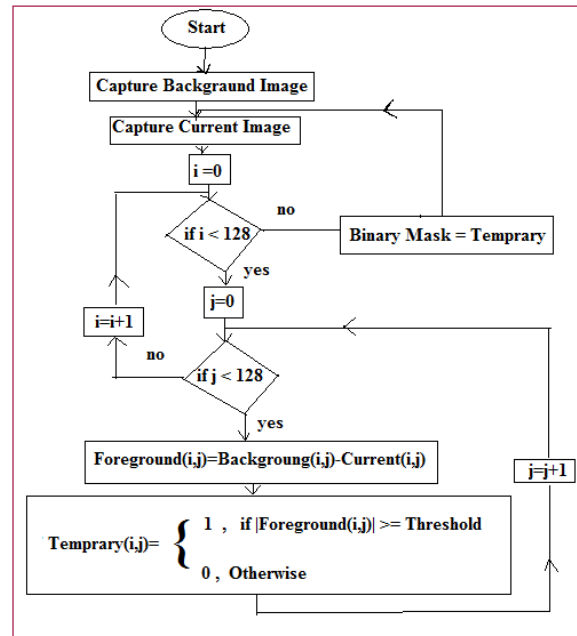 Start
Capture Backgraund Image
Capture Current Image
i =0
if i < 128
no
Binary Mask = Temprary
yes
j=0
i=i+1
no
if j < 128
yes
Foreground(i,j)=Backgroung(i,j)-Current(i,j)
j=j+1
Temprary(i,j)= {
1 , if |Foreground(i,j)| >= Threshold
0 , Otherwise